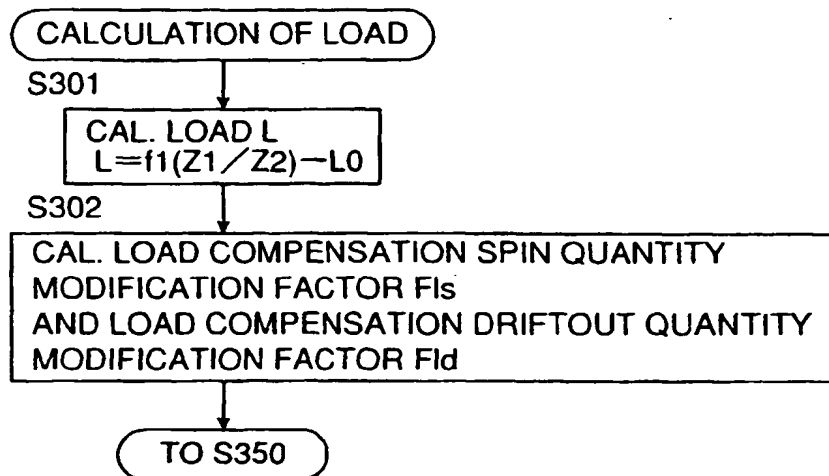 CALCULATION OF LOAD
S301
CAL. LOAD L
L=f1(Z1/Z2)-L0
S302
CAL. LOAD COMPENSATION SPIN QUANTITY
MODIFICATION FACTOR Fls
AND LOAD COMPENSATION DRIFTOUT QUANTITY
MODIFICATION FACTOR Fld
TO S350